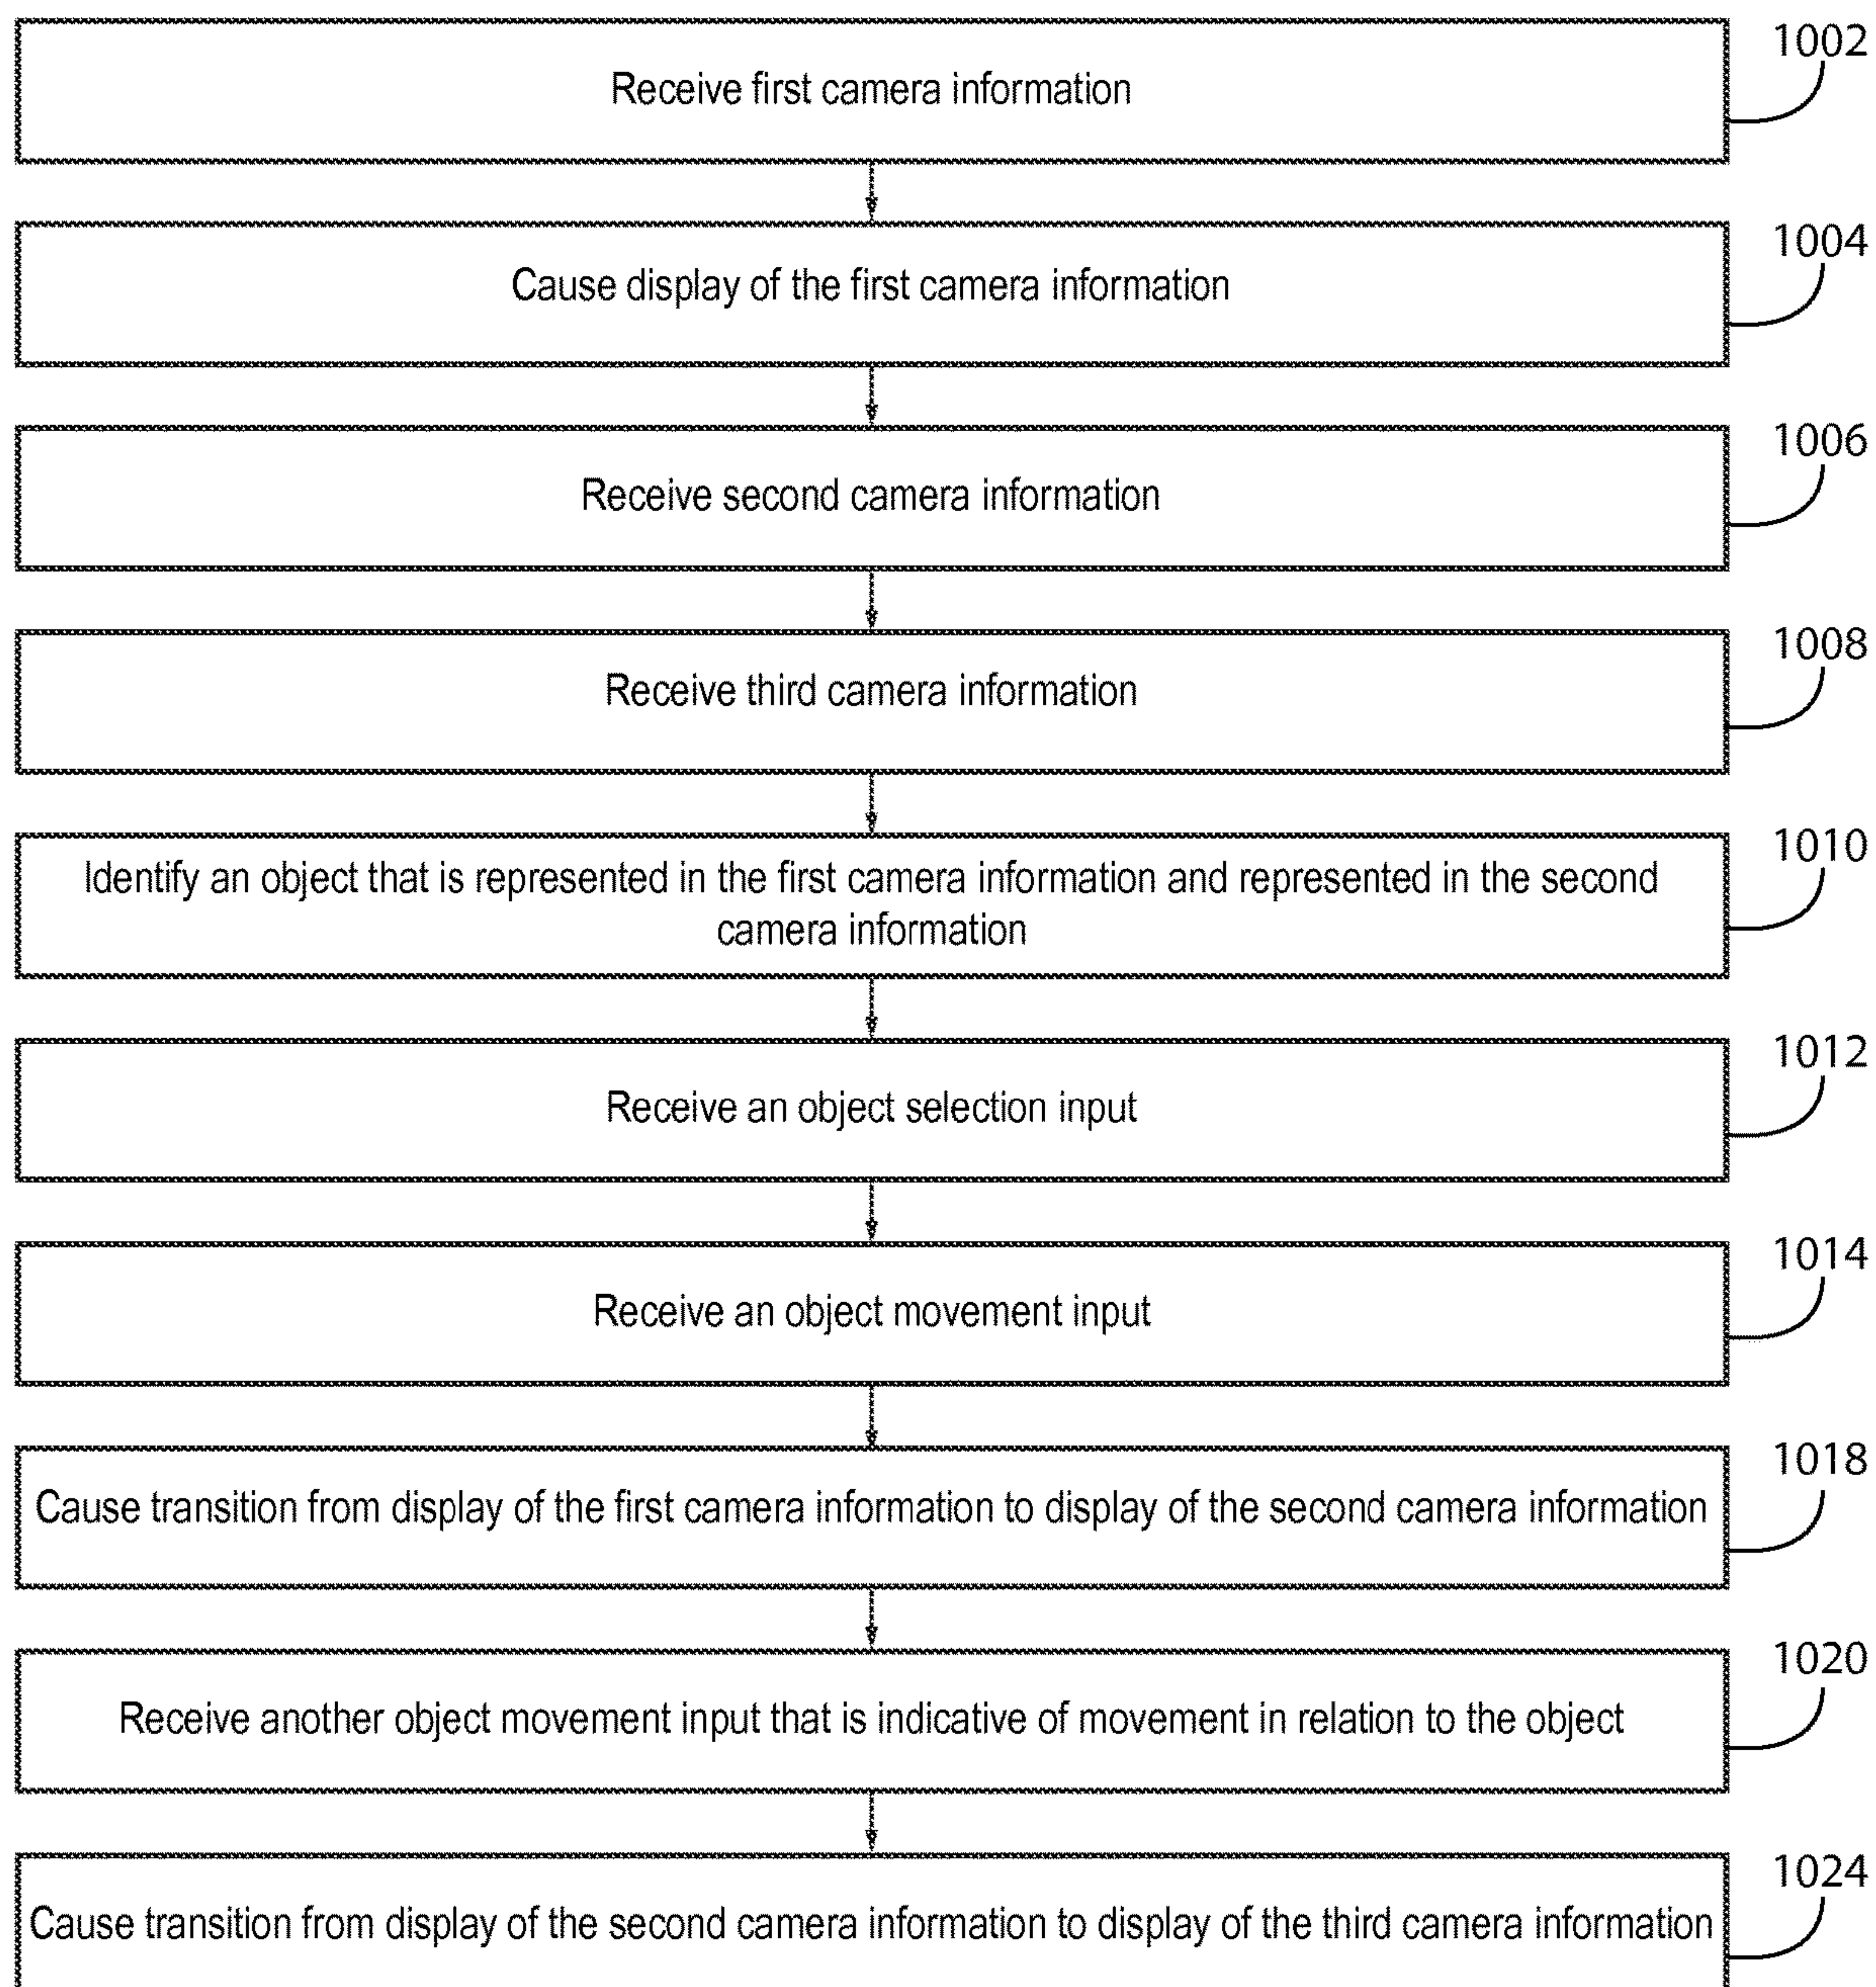 1002
Receive first camera information
1004
Cause display of the first camera information
1006
Receive second camera information
1008
Receive third camera information
1010
Identify an object that is represented in the first camera information and represented in the second
camera information
1012
Receive an object selection input
1014
Receive an object movement input
1018
Cause transition from display of the first camera information to display of the second camera information
1020
Receive another object movement input that is indicative of movement in relation to the object
1024
Cause transition from display of the second camera information to display of the third camera information